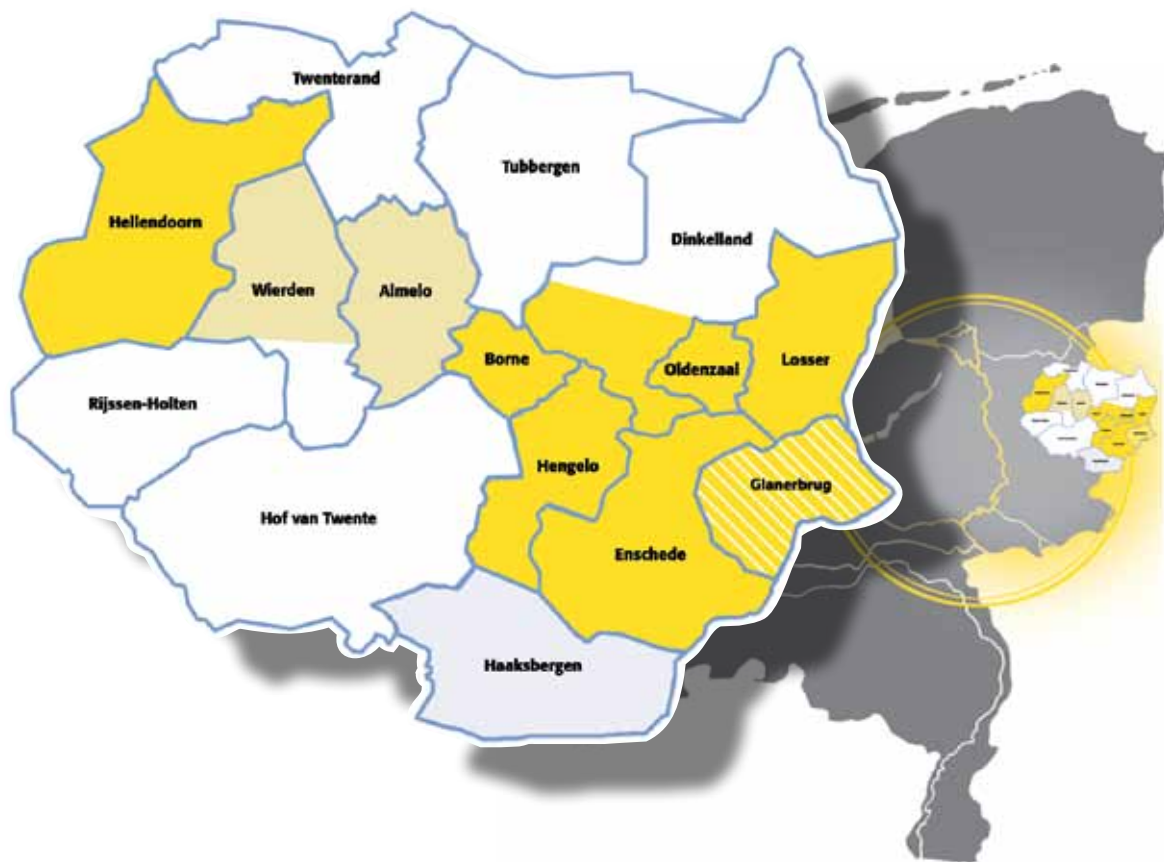 Twenterand
Tubbergen
Hellendoorn
Dinkelland
Wierden
Almelo
Borne
Oldenzaal
Losser
Rijssen-Holten
Hengelo
Glanerbrug
Hof van Twente
Enschede
Haaksbergen